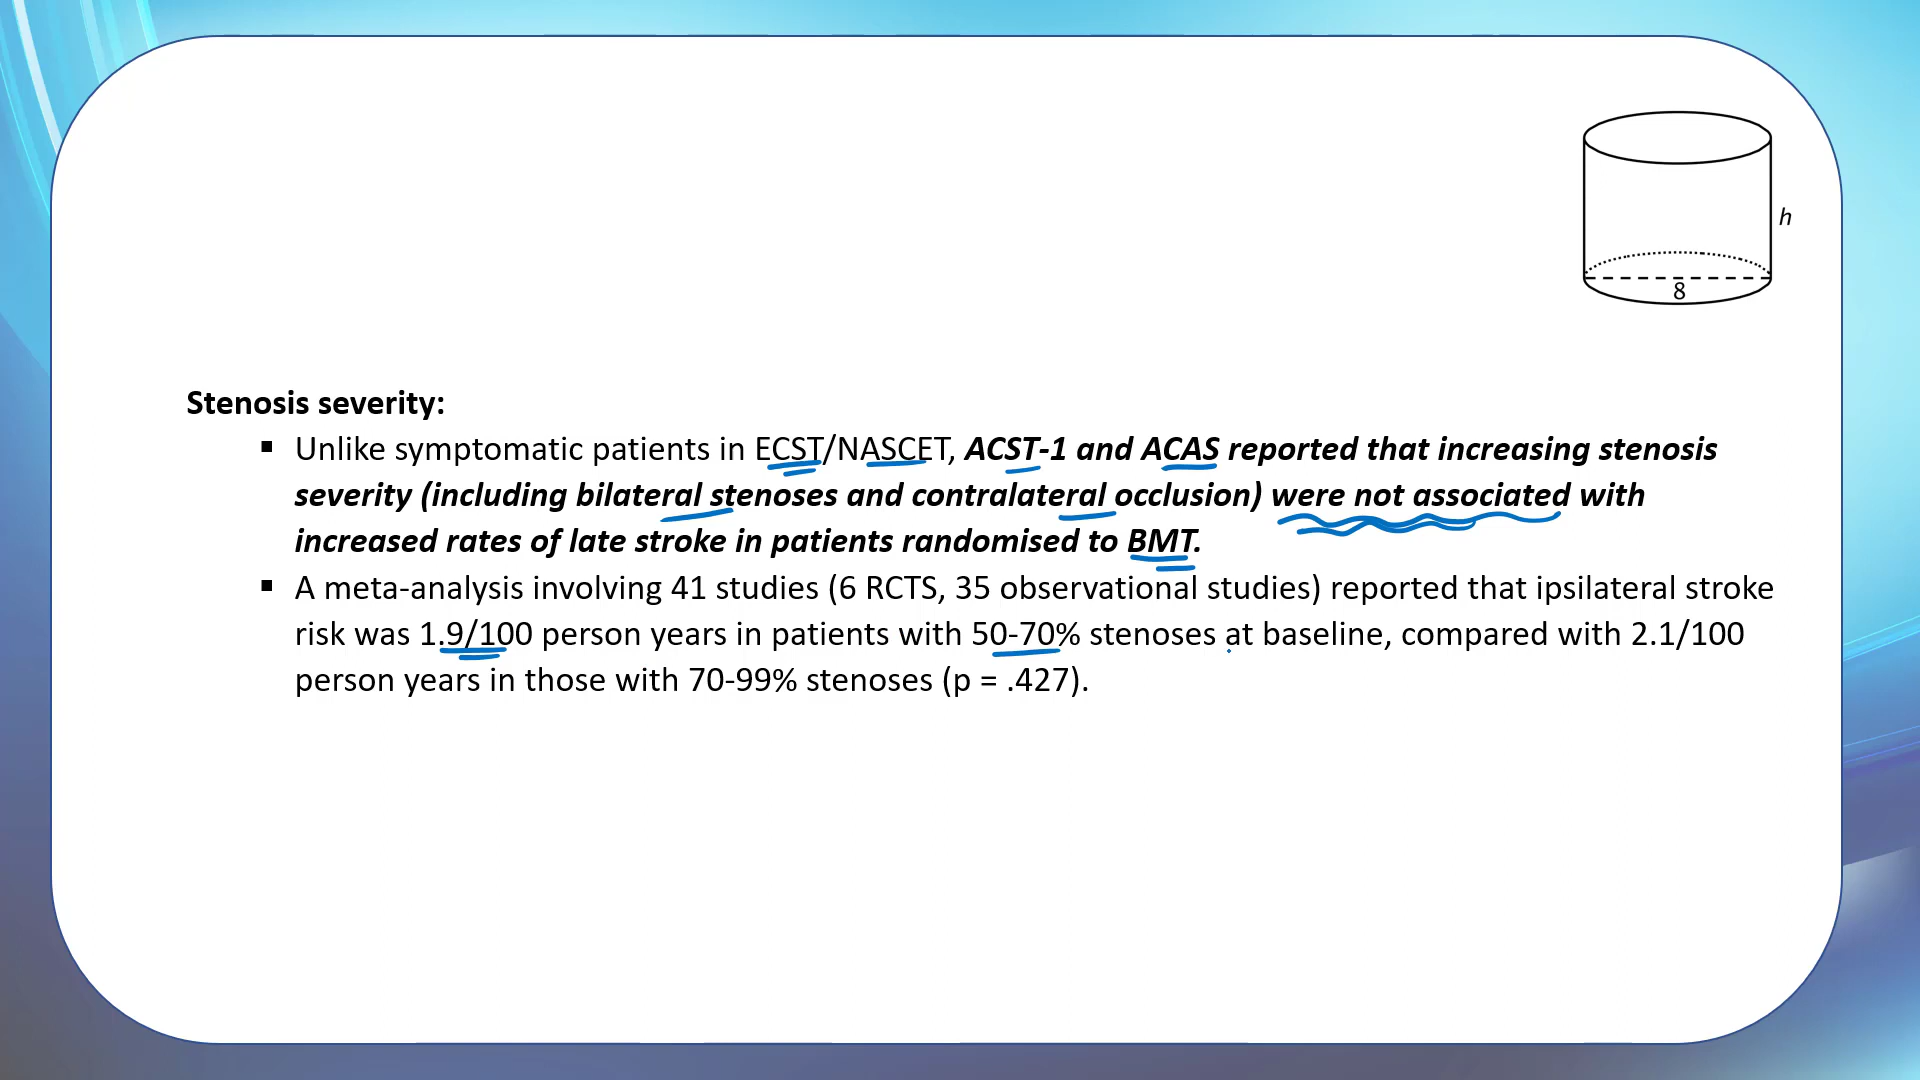 h
8
Stenosis severity:
▪ Unlike symptomatic patients in ECST/NASCET, ACST-1 and ACAS reported that increasing stenosis
severity (including bilateral stenoses and contralateral occlusion) were not associated with
increased rates of late stroke in patients randomised to BMT.
▪ A meta-analysis involving 41 studies (6 RCTS, 35 observational studies) reported that ipsilateral stroke
risk was 1.9/100 person years in patients with 50-70% stenoses at baseline, compared with 2.1/100
person years in those with 70-99% stenoses (p = .427).